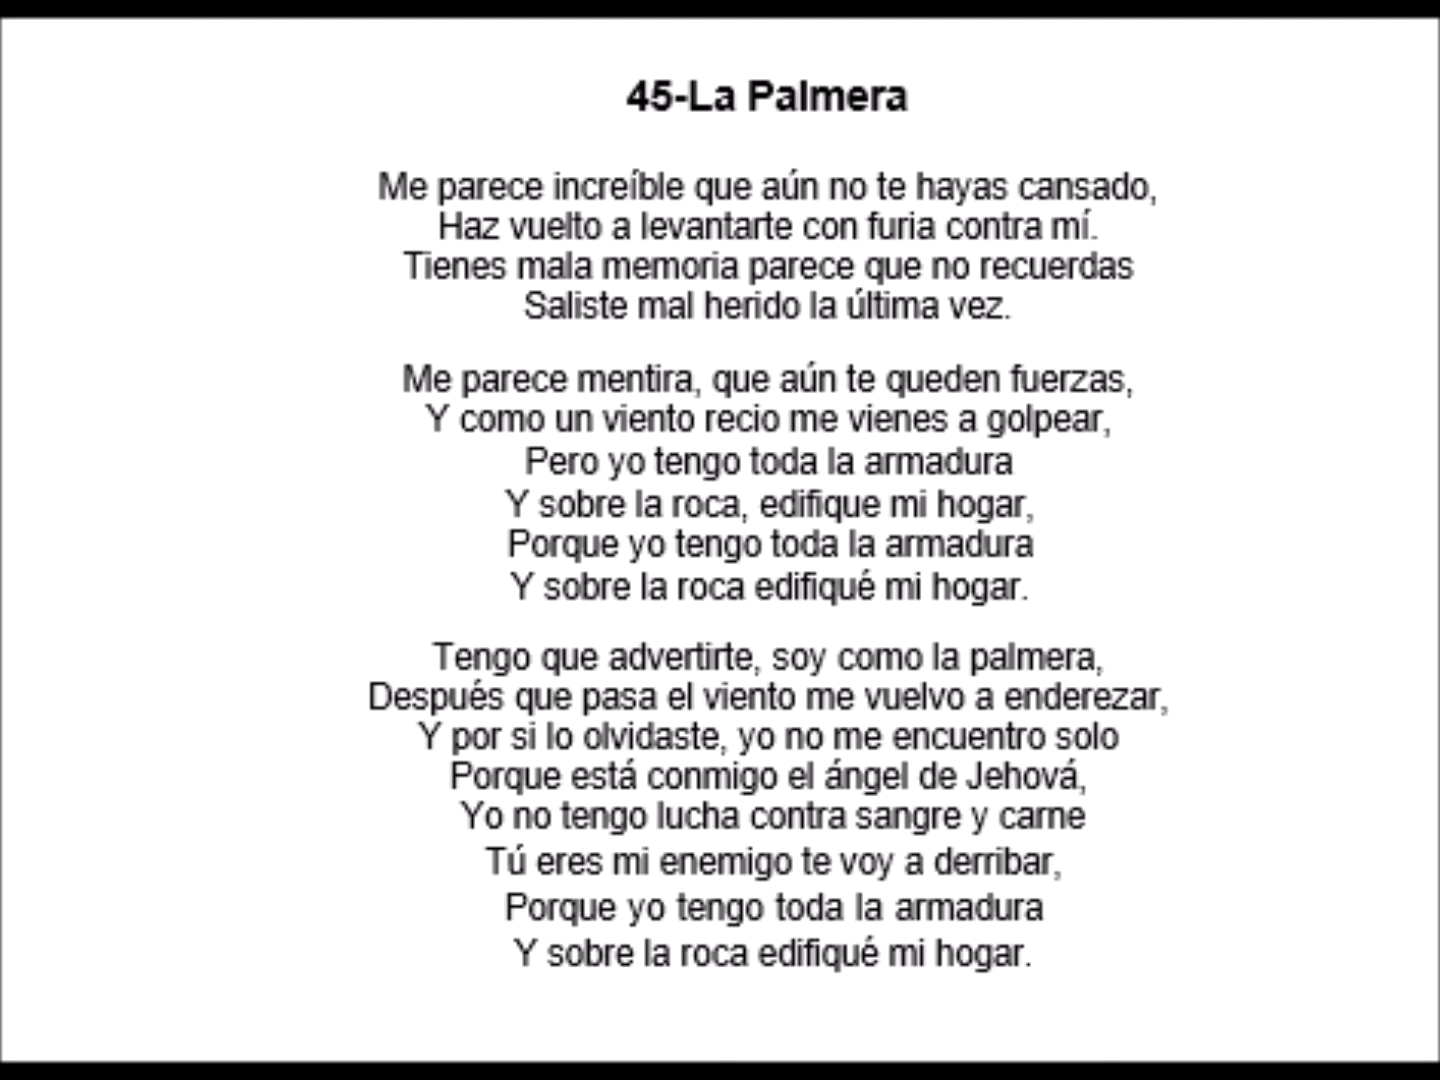 45-La Palmera
Me parece increíble que aún no te hayas cansado,
Haz vuelto a levantarte con furia contra mí.
Tienes mala memoria parece que no recuerdas
Saliste mal herido la última vez.
Me parece mentira, que aún te queden fuerzas,
Y como un viento recio me vienes a golpear,
Pero yo tengo toda la armadura
Y sobre la roca, edifique mi hogar,
Porque yo tengo toda la armadura
Y sobre la roca edifiqué mi hogar.
Tengo que advertirte, soy como la palmera,
Después que pasa el viento me vuelvo a enderezar,
Y por si lo olvidaste, yo no me encuentro solo
Porque está conmigo el ángel de Jehová,
Yo no tengo lucha contra sangre y carne
Tú eres mi enemigo te voy a derribar,
Porque yo tengo toda la armadura
Y sobre la roca edifiqué mi hogar.